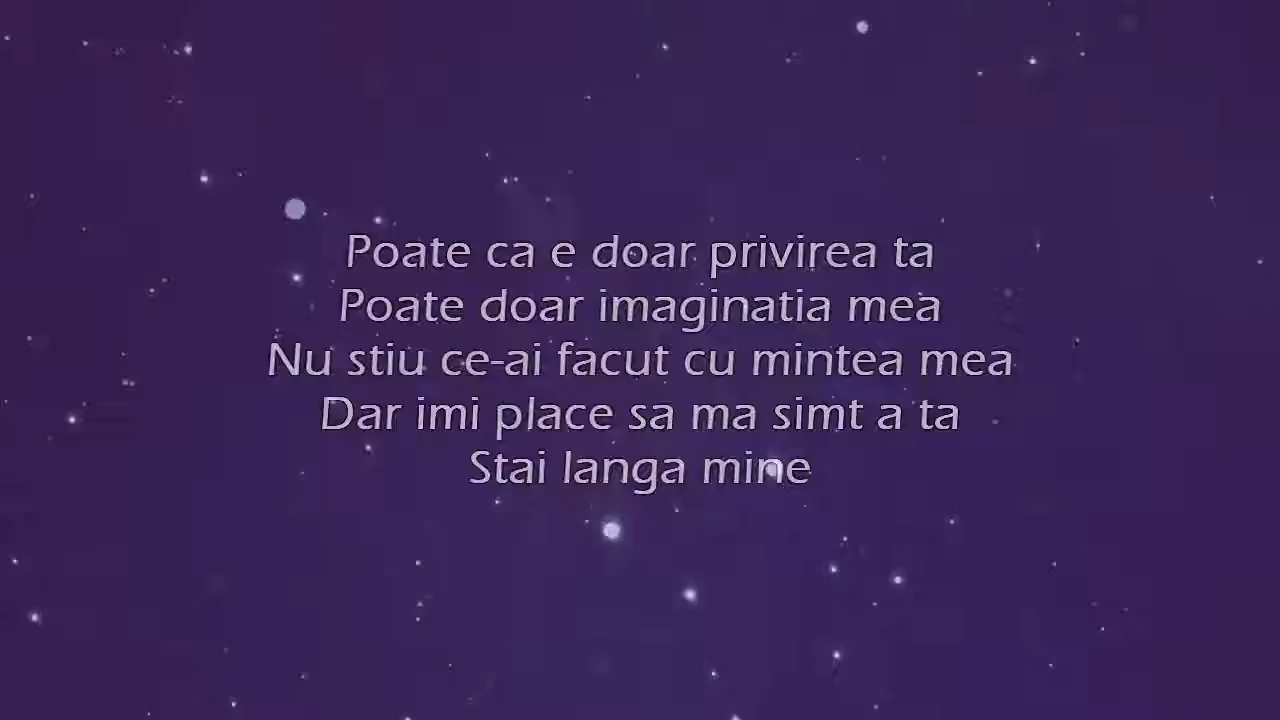 Poate ca e doar privirea ta
Poate doar imaginatia mea
Nu stiu ce-ai facut cu mintea mea
Dar imi place sa ma simt a ta
Stai langa mine